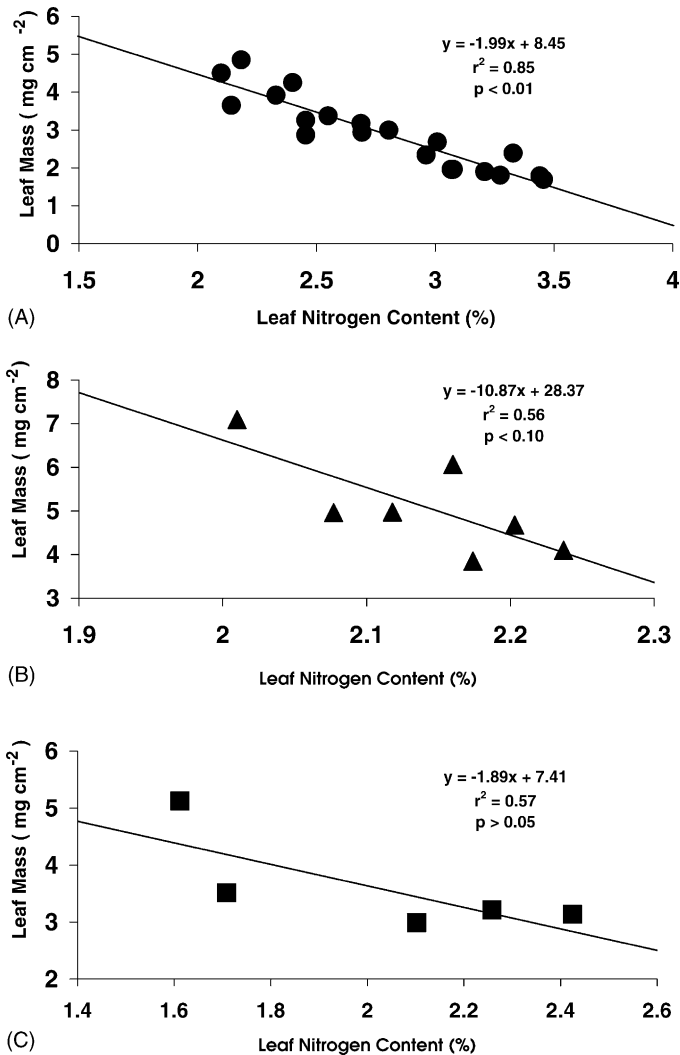 6
5
4
3
2
1
0
Leaf Mass ( mg cm -2)
y = -1.99x + 8.45
r2 = 0.85
p < 0.01
1.5 2 2.5 3 3.5 4
Leaf Nitrogen Content (%)
(A)
8
7
6
5
4
3
Leaf Mass ( mg cm-2)
y = -10.87x + 28.37
r2 = 0.56
p < 0.10
1.9 2 2.1 2.2 2.3
Leaf Nitrogen Content (%)
(B)
6
5
4
3
2
Leaf Mass ( mg cm-2)
y = -1.89x + 7.41
r2 = 0.57
p > 0.05
1.4 1.6 1.8 2 2.2 2.4 2.6
Leaf Nitrogen Content (%)
(C)